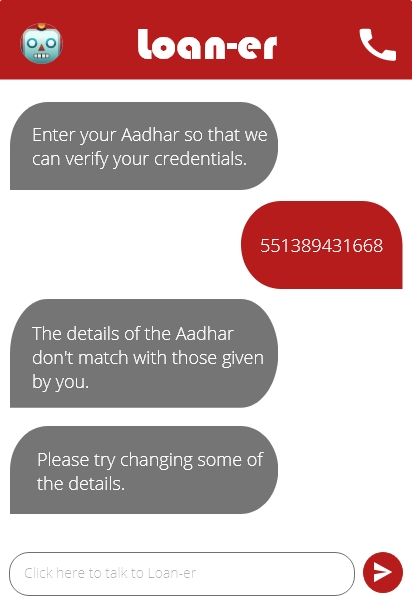 Loan-er
Enter your Aadhar so that we
can verify your credentials.
551389431668
The details of the Aadhar
don't match with those given
by you.
Please try changing some of
the details.
Click here to talk to Loan-er